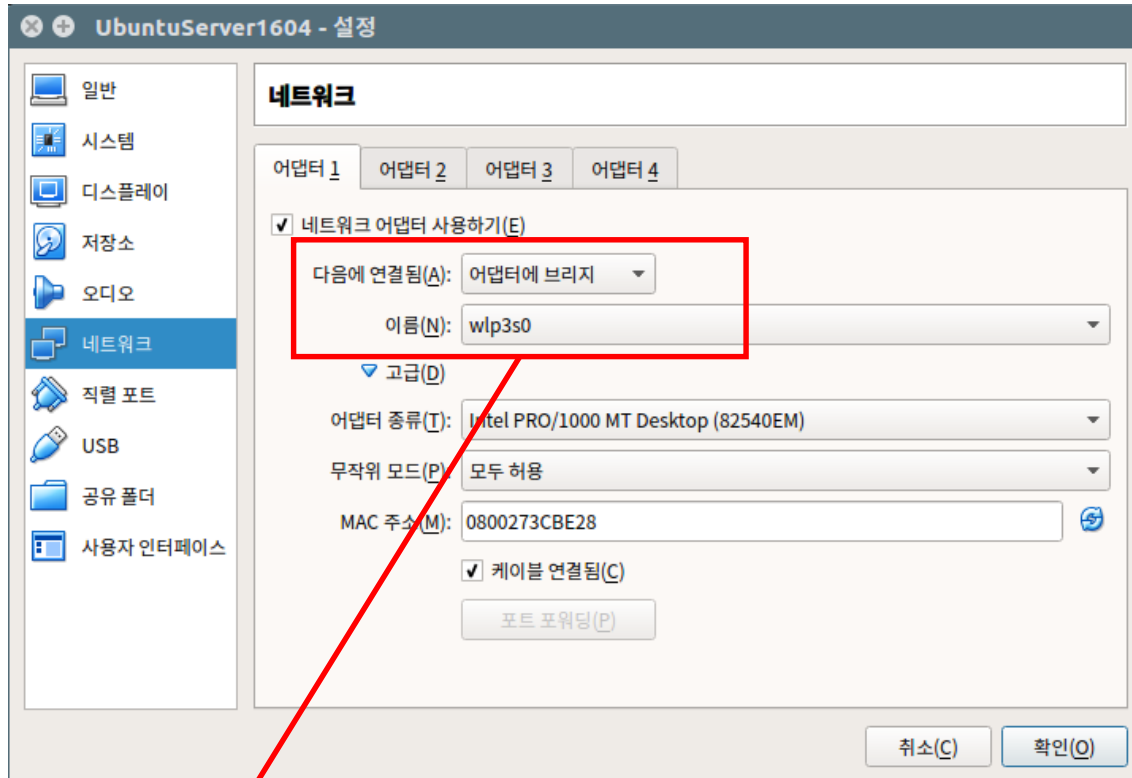 UbuntuServer1604 - 설정
일반
시스템
디스플레이
저장소
오디오
네트워크
직렬 포트
USB
공유 폴더
사용자 인터페이스
네트워크
어댑터 1 어댑터 2 어댑터 3 어댑터 4
네트워크 어댑터 사용하기(E)
다음에 연결됨(A): 어댑터에 브리지
이름(N): wlp3s0
고급(D)
어댑터 종류(T): Intel PRO/1000 MT Desktop (82540EM)
무작위 모드(P): 모두 허용
MAC 주소(M): 0800273CBE28
케이블 연결됨(C)
포트 포워딩(P)
취소(C) 확인(O)